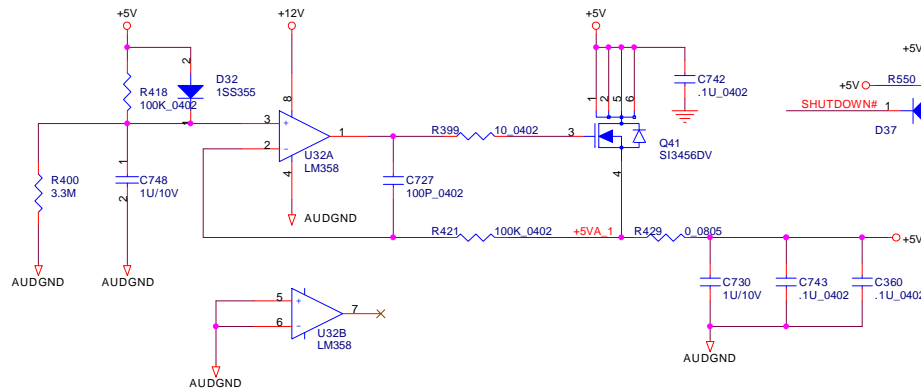 +5V
+12V
+5V
+5V
2
D32
1SS355
R418
100K_0402
1
8
1
2
5
6
C742
.1U_0402
+5V
R550
SHUTDOWN#
1
D37
3
+
2
-
1
U32A
LM358
4
R399
10_0402
3
Q41
SI3456DV
4
R400
3.3M
1
C748
1U/10V
2
AUDGND
C727
100P_0402
R421
100K_0402
+5VA_1
R429
0_0805
+5V
AUDGND
AUDGND
C730
1U/10V
C743
.1U_0402
C360
.1U_0402
5
+
6
-
7
U32B
LM358
AUDGND
AUDGND